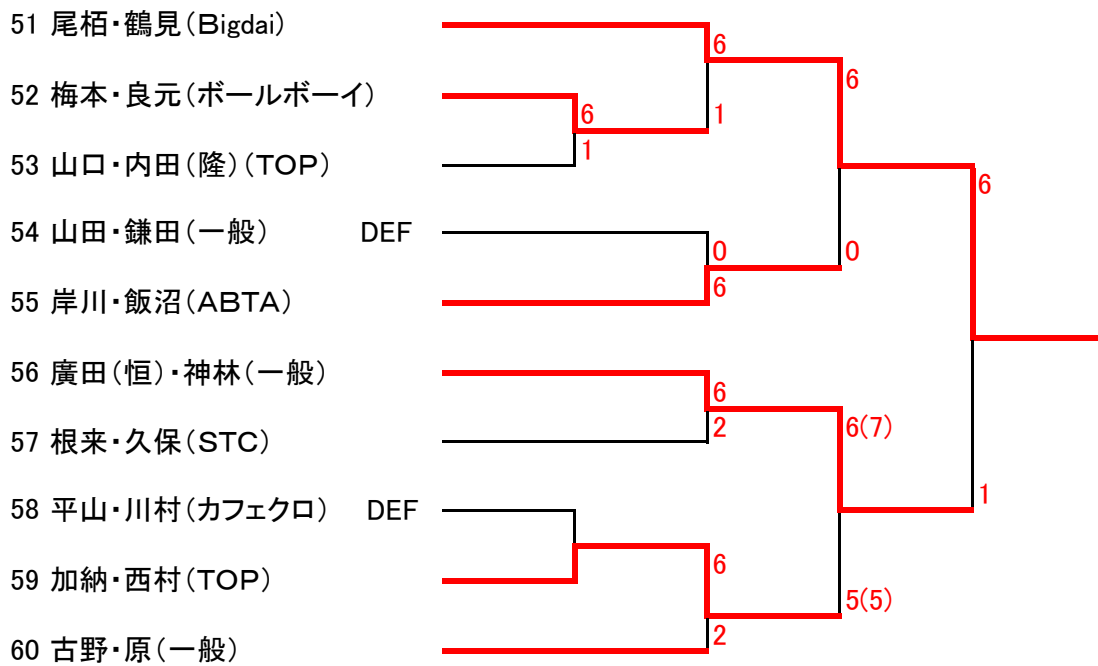 51 尾栢・鶴見(Bigdai)
6
6
52 梅本・良元(ボールボーイ)
6
1
1
53 山口・内田(隆)(TOP)
6
54 山田・鎌田(一般) DEF
0
0
6
55 岸川・飯沼(ABTA)
56 廣田(恒)・神林(一般)
6
2
6(7)
57 根来・久保(STC)
1
58 平山・川村(カフェクロ) DEF
6
59 加納・西村(TOP)
5(5)
2
60 古野・原(一般)